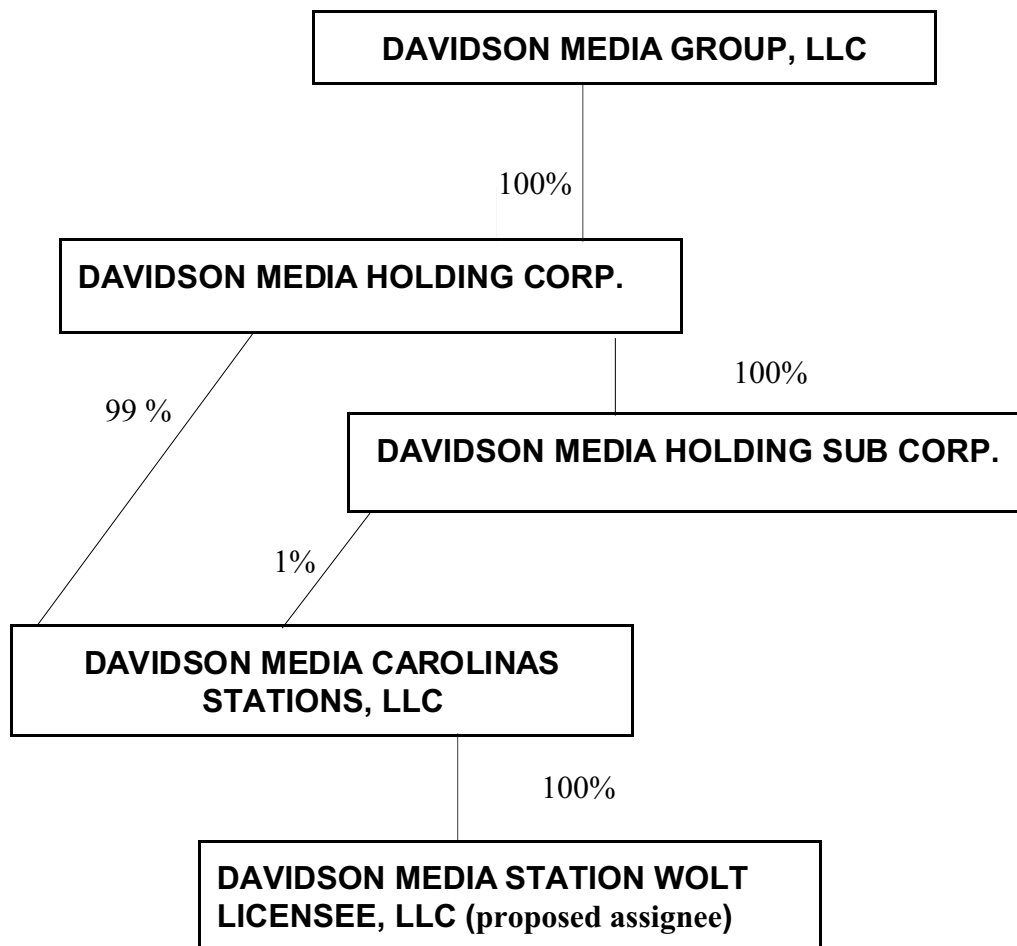 DAVIDSON MEDIA GROUP, LLC
100%
DAVIDSON MEDIA HOLDING CORP.
100%
99 %
DAVIDSON MEDIA HOLDING SUB CORP.
1%
DAVIDSON MEDIA CAROLINAS
STATIONS, LLC
100%
DAVIDSON MEDIA STATION WOLT
LICENSEE, LLC (proposed assignee)